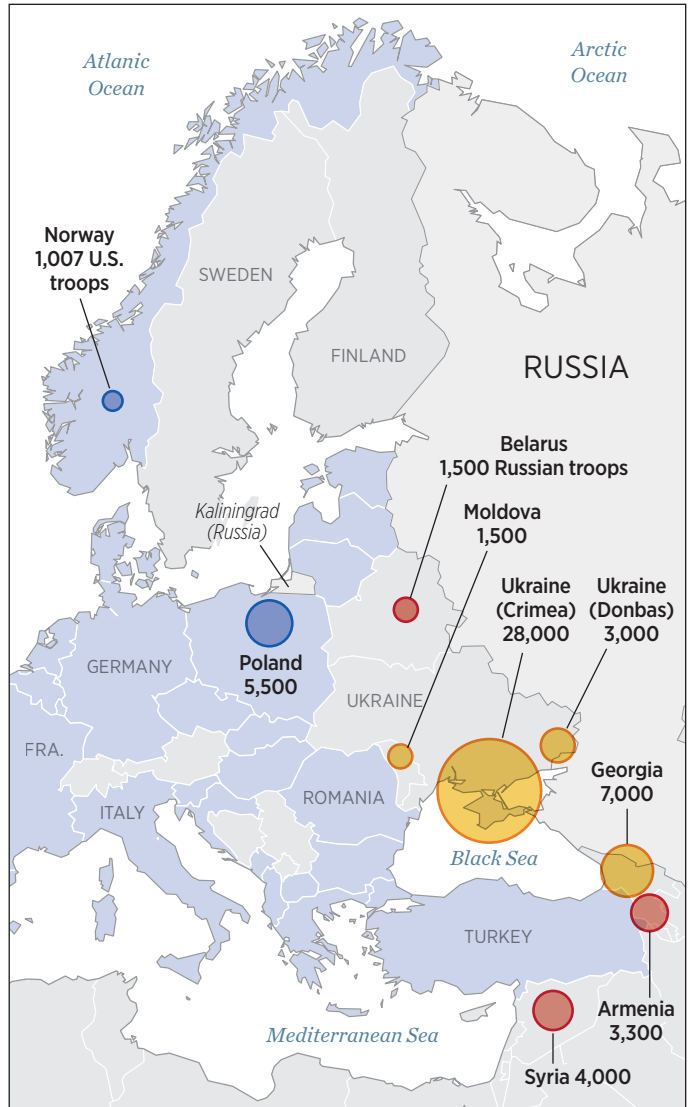 Atlanic
Ocean
Arctic
Ocean
Norway
1,007 U.S.
troops
SWEDEN
FINLAND
RUSSIA
Belarus
1,500 Russian troops
Kaliningrad
(Russia)
Moldova
1,500
Ukraine
(Crimea)
28,000
Ukraine
(Donbas)
3,000
GERMANY
Poland
5,500
UKRAINE
FRA.
ITALY
ROMANIA
Georgia
7,000
Black Sea
TURKEY
Mediterranean Sea
Armenia
3,300
Syria 4,000